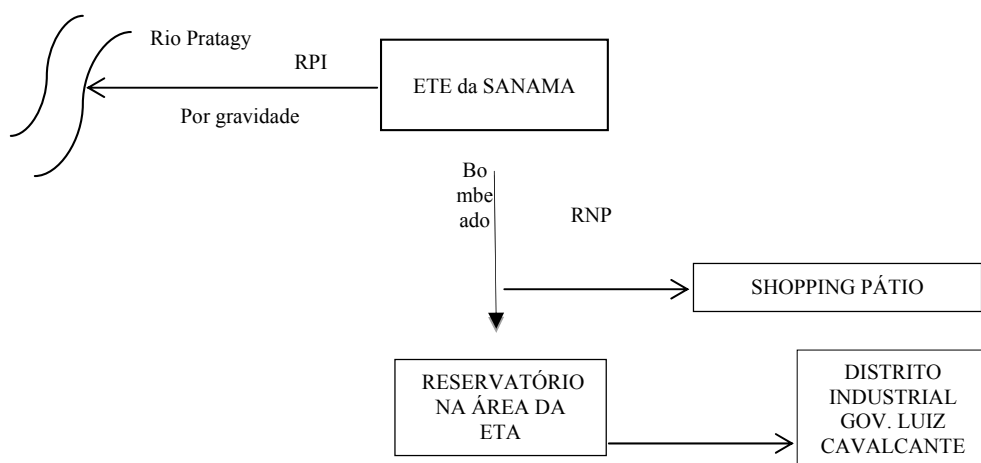 Rio Pratagy
RPI
ETE da SANAMA
Por gravidade
Bo
mbe
ado
RNP
SHOPPING PÁTIO
RESERVATÓRIO
NA ÁREA DA
ETA
DISTRITO
INDUSTRIAL
GOV. LUIZ
CAVALCANTE